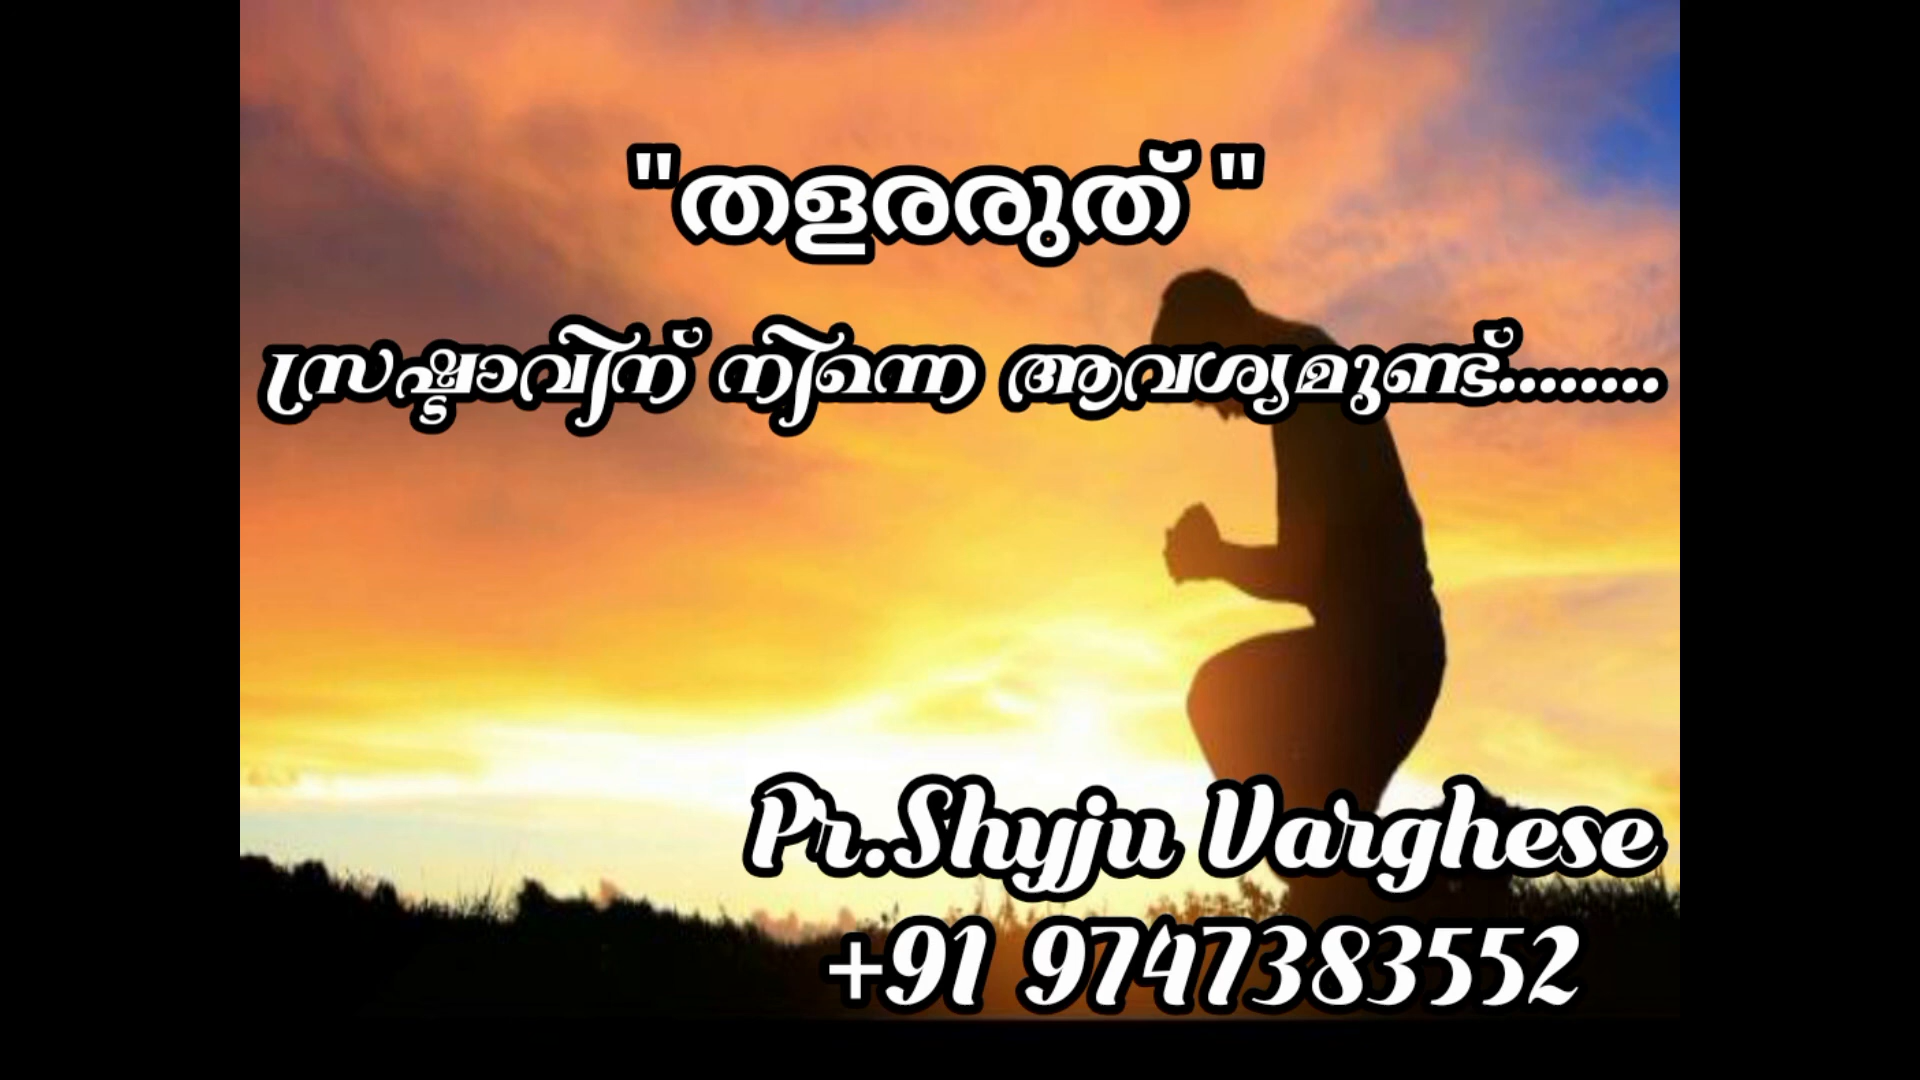 "തളരരുത് "
സ്രഷ്ടാവിന് നിന്നെ ആവശ്യമുണ്ട്........
Pr.Shyju Varghese
+91 9747383552